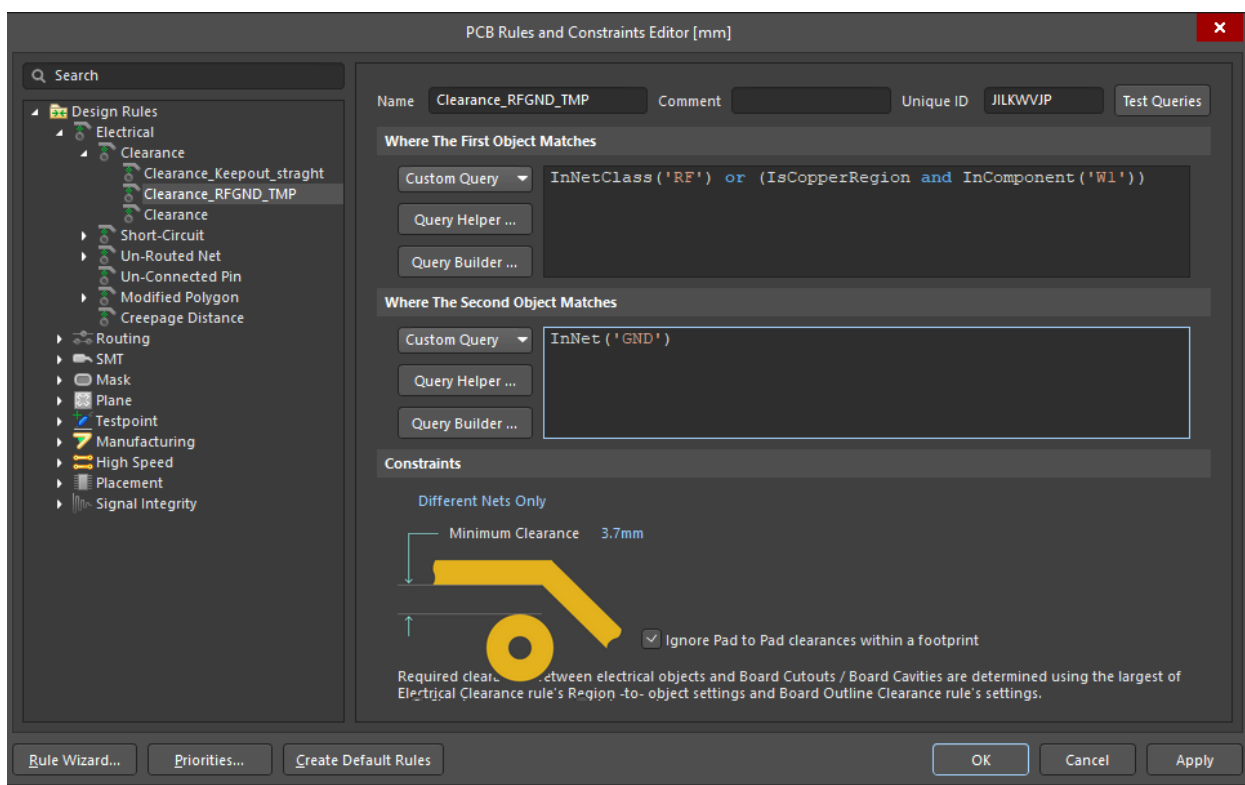 PCB Rules and Constraints Editor [mm]
Search
Design Rules
Electrical
Clearance
Clearance_Keepout_straght
Clearance_RFGND_TMP
Clearance
Short-Circuit
Un-Routed Net
Un-Connected Pin
Modified Polygon
Creepage Distance
Routing
SMT
Mask
Plane
Testpoint
Manufacturing
High Speed
Placement
Signal Integrity
Name Clearance_RFGND_TMP Comment Unique ID JILKWVJP Test Queries
Where The First Object Matches
Custom Query InNetClass('RF') or (IsCopperRegion and InComponent('W1'))
Query Helper ...
Query Builder ...
Where The Second Object Matches
Custom Query InNet('GND')
Query Helper ...
Query Builder ...
Constraints
Different Nets Only
Minimum Clearance 3.7mm
Ignore Pad to Pad clearances within a footprint
Required between electrical objects and Board Cutouts / Board Cavities are determined using the largest of
Electrical Clearance rule's Region -to- object settings and Board Outline Clearance rule's settings.
Rule Wizard... Priorities... Create Default Rules OK Cancel Apply